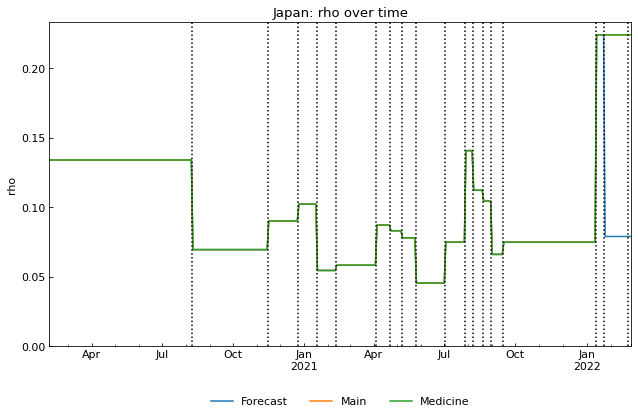 Japan: rho over time
rho
0.20
0.15
0.10
0.05
0.00
Apr Jul Oct Jan Apr Jul Oct Jan
2021 2022
Forecast Main Medicine